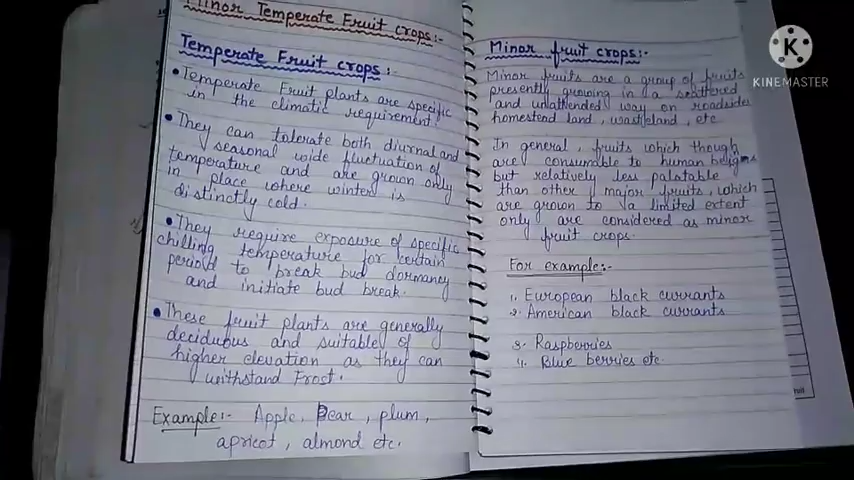 Minor Temperate Fruit crops:-
Temperate Fruit crops:-
• Temperate Fruit plants are specific
in the climatic requirement.
• They can tolerate both diurnal and
seasonal wide fluctuation of
temperature and are grown only
in place where winter is
distinctly cold.
• They require exposure of specific
chilling temperature for certain
period to break bud dormancy
and initiate bud break.
• These fruit plants are generally
deciduous and suitable of
higher elevation as they can
withstand Frost.
Example:- Apple, Pear, plum,
apricot, almond etc.
Minor fruit crops:-
Minor fruits are a group of fruits
presently growing in a scattered
and unattended way on roadside
homestend land, wasteland, etc
In general, fruits which though
are consumable to human beigns
but relatively less palatable
than other major fruits, which
are grown to a limited extent
only are considered as minor
fruit crops.
For example:-
1. European black currants
2. American black currants
3. Raspberries
4. Blue berries etc.
K
KINEMASTER